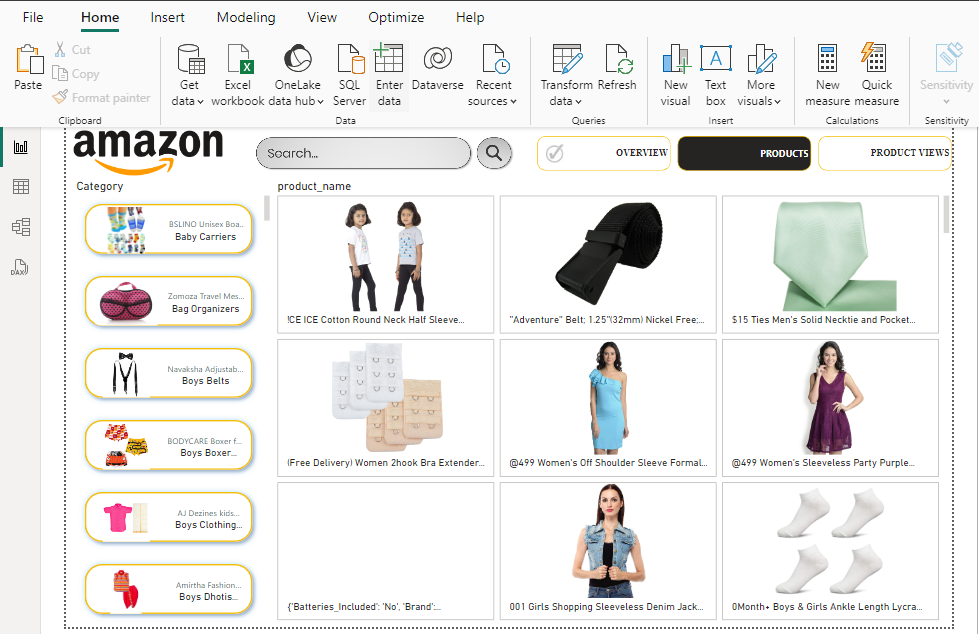 File Home Insert Modeling View Optimize Help
Paste
Cut
Copy
Format painter
Clipboard
Get data
Excel workbook
OneLake data hub
SQL Server
Enter data
Dataverse
Recent sources
Data
Transform data
Refresh
Queries
New visual
Text box
More visuals
Insert
New measure
Quick measure
Calculations
Sensitivity
Sensitivity
amazon
Search...
OVERVIEW
PRODUCTS
PRODUCT VIEWS
Category
BSLINO Unisex Boa..
Baby Carriers
Zomoza Travel Mes...
Bag Organizers
Navaksha Adjustab...
Boys Belts
BODYCARE Boxer f...
Boys Boxer...
AJ Dezines kids...
Boys Clothing...
Amirtha Fashion...
Boys Dhotis...
product_name
!CE ICE Cotton Round Neck Half Sleeve...
"Adventure" Belt; 1.25"(32mm) Nickel Free;...
$15 Ties Men's Solid Necktie and Pocket...
(Free Delivery) Women 2hook Bra Extender...
@499 Women's Off Shoulder Sleeve Formal...
@499 Women's Sleeveless Party Purple...
{'Batteries_Included': 'No', 'Brand':...
001 Girls Shopping Sleeveless Denim Jack...
0Month+ Boys & Girls Ankle Length Lycra...
DAX